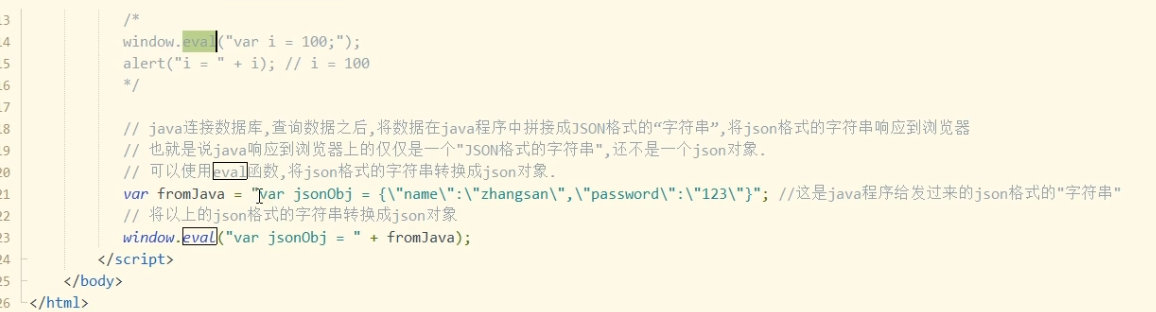 13 /*
14 window.eval("var i = 100;");
15 alert("i = " + i); // i = 100
16 */
17
18 // java连接数据库,查询数据之后,将数据在java程序中拼接成JSON格式的“字符串”,将json格式的字符串响应到浏览器
19 // 也就是说java响应到浏览器上的仅仅是一个"JSON格式的字符串",还不是一个json对象.
20 // 可以使用eval函数,将json格式的字符串转换成json对象.
21 var fromJava = "var jsonObj = {\"name\":\"zhangsan\",\"password\":\"123\"}"; //这是java程序给发过来的json格式的"字符串"
22 // 将以上的json格式的字符串转换成json对象
23 window.eval("var jsonObj = " + fromJava);
24 </script>
25 </body>
26 </html>